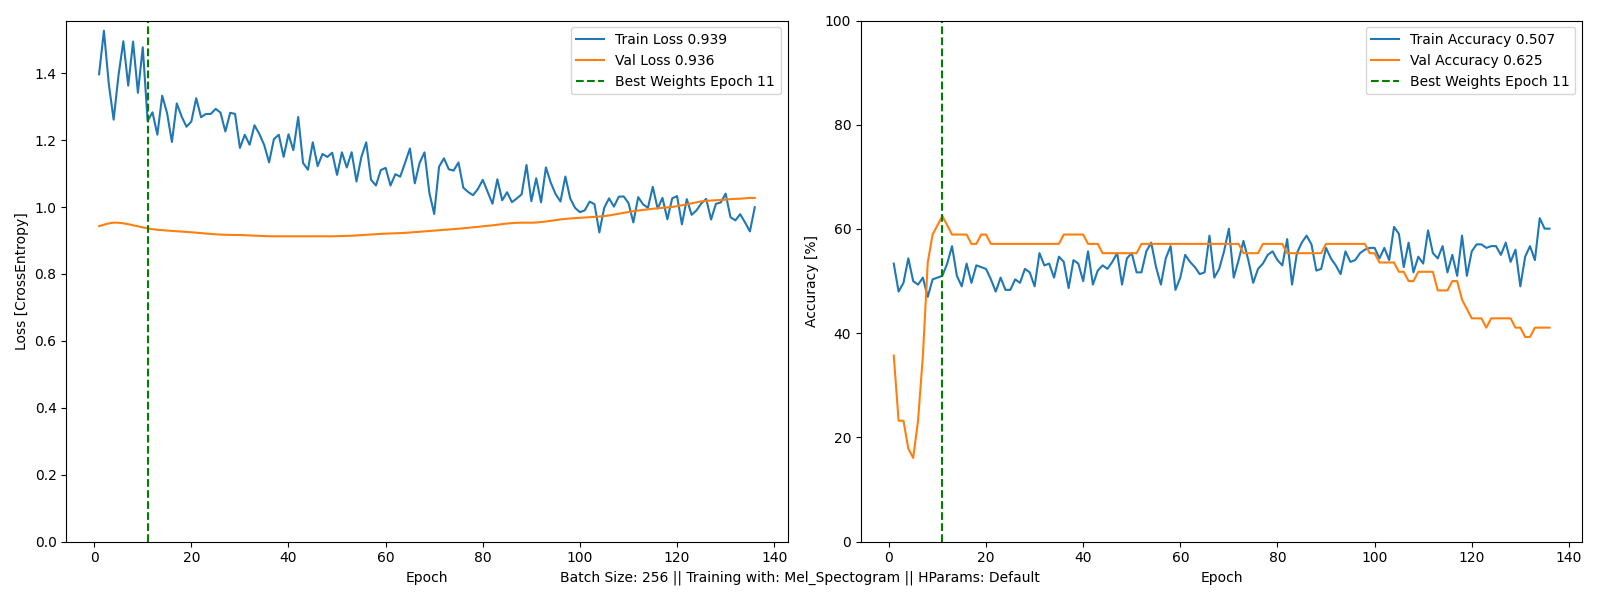 Train Loss 0.939
Val Loss 0.936
Best Weights Epoch 11
Loss [CrossEntropy]
1.4
1.2
1.0
0.8
0.6
0.4
0.2
0.0
0 20 40 60 80 100 120 140
Epoch
Train Accuracy 0.507
Val Accuracy 0.625
Best Weights Epoch 11
Accuracy [%]
100
80
60
40
20
0
0 20 40 60 80 100 120 140
Epoch
Batch Size: 256 || Training with: Mel_Spectogram || HParams: Default